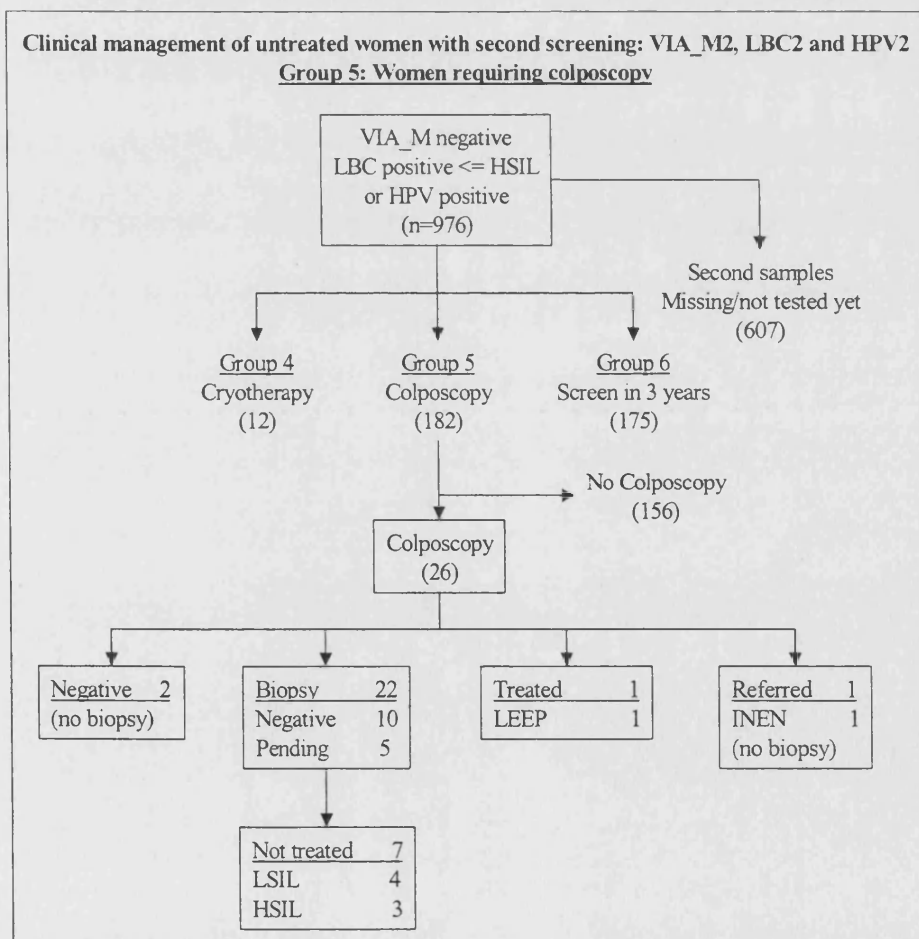 Clinical management of untreated women with second screening: VIA_M2, LBC2 and HPV2
Group 5: Women requiring colposcopy
VIA_M negative
LBC positive <= HSIL
or HPV positive
(n=976)
Second samples
Missing/not tested yet
(607)
Group 4
Cryotherapy
(12)
Group 5
Colposcopy
(182)
Group 6
Screen in 3 years
(175)
No Colposcopy
(156)
Colposcopy
(26)
Negative 2
(no biopsy)
Biopsy 22
Negative 10
Pending 5
Treated 1
LEEP 1
Referred 1
INEN 1
(no biopsy)
Not treated 7
LSIL 4
HSIL 3